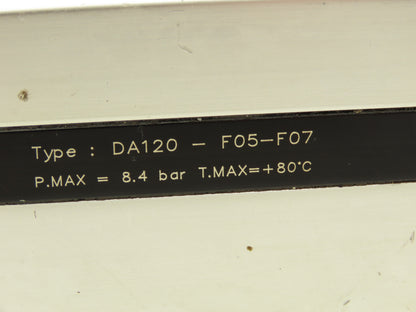 Type : DA120 - F05-F07
P.MAX = 8.4 bar T.MAX=+80°C